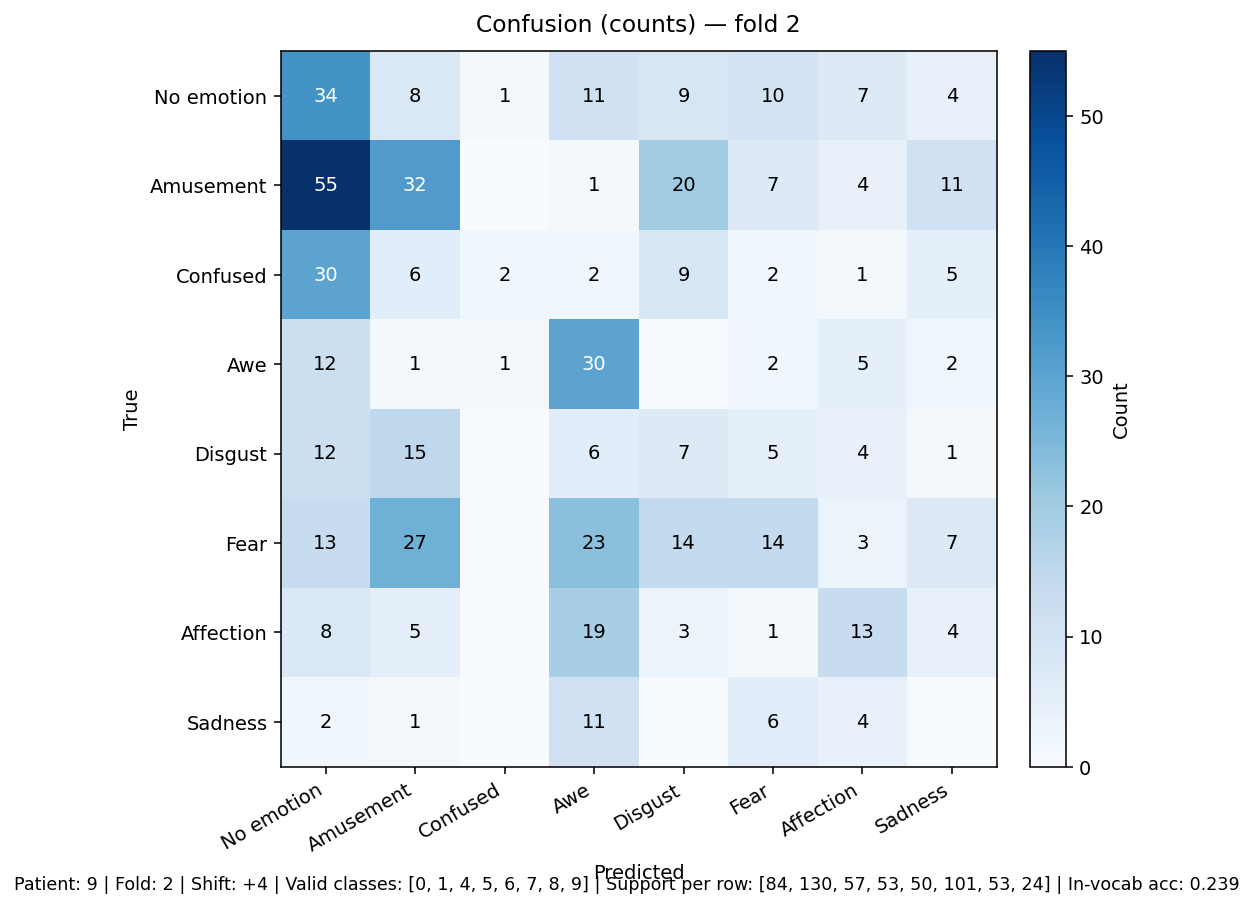 Confusion (counts) — fold 2
No emotion 34 8 1 11 9 10 7 4
Amusement 55 32 1 20 7 4 11
Confused 30 6 2 2 9 2 1 5
Awe 12 1 1 30 2 5 2
Disgust 12 15 6 7 5 4 1
Fear 13 27 23 14 14 3 7
Affection 8 5 19 3 1 13 4
Sadness 2 1 11 6 4
True
No emotion Amusement Confused Awe Disgust Fear Affection Sadness
Predicted
50
40
30
20
10
0
Count
Patient: 9 | Fold: 2 | Shift: +4 | Valid classes: [0, 1, 4, 5, 6, 7, 8, 9] | Support per row: [84, 130, 57, 53, 50, 101, 53, 24] | In-vocab acc: 0.239